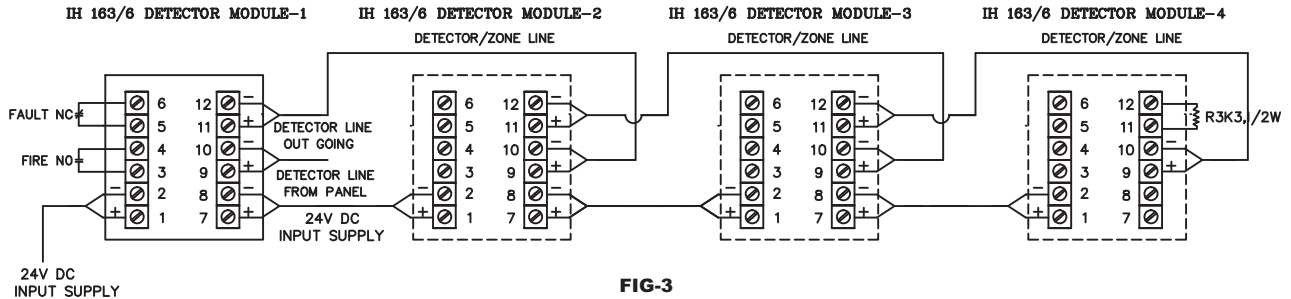 IH 163/6 DETECTOR MODULE-1
IH 163/6 DETECTOR MODULE-2
IH 163/6 DETECTOR MODULE-3
IH 163/6 DETECTOR MODULE-4
DETECTOR/ZONE LINE
DETECTOR/ZONE LINE
DETECTOR/ZONE LINE
FAULT NC
FIRE NO
6 12 -
5 11 +
4 10 -
3 9 +
- 2 8 -
+ 1 7 +
DETECTOR LINE
OUT GOING
DETECTOR LINE
FROM PANEL
24V DC
INPUT SUPPLY
6 12 -
5 11 +
4 10 -
3 9 +
- 2 8 -
+ 1 7 +
6 12 -
5 11 +
4 10 -
3 9 +
- 2 8 -
+ 1 7 +
6 12
5 11
4 10 -
3 9 +
- 2 8
+ 1 7
24V DC
INPUT SUPPLY
FIG-3